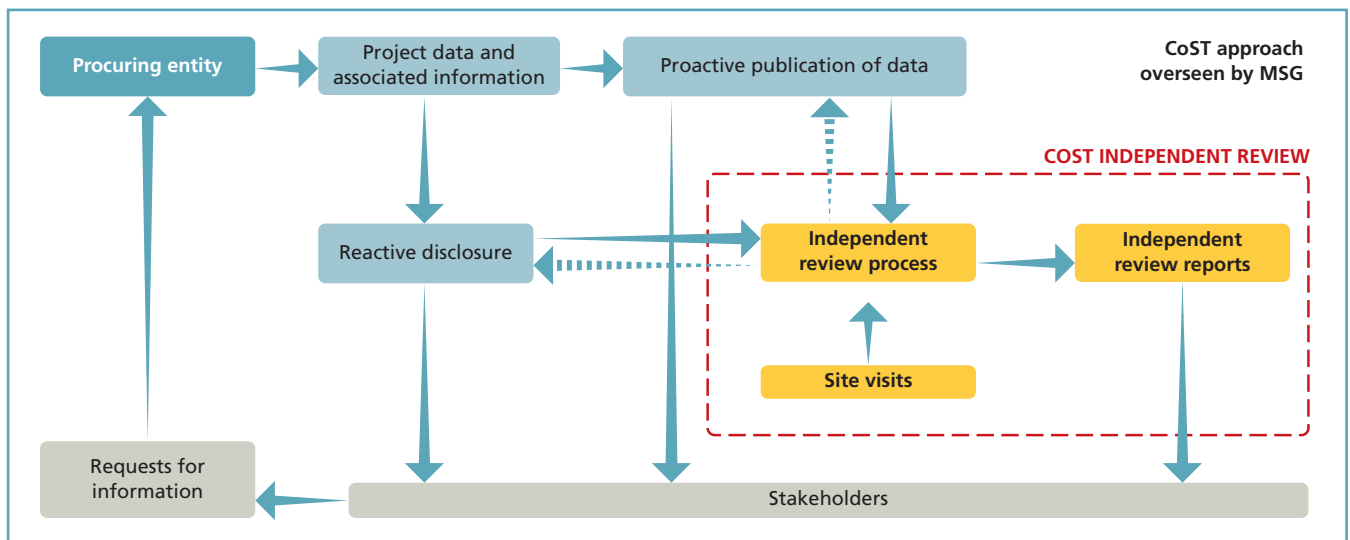 Procuring entity
Project data and
associated information
Proactive publication of data
CoST approach
overseen by MSG
COST INDEPENDENT REVIEW
Reactive disclosure
Independent
review process
Independent
review reports
Site visits
Requests for
information
Stakeholders